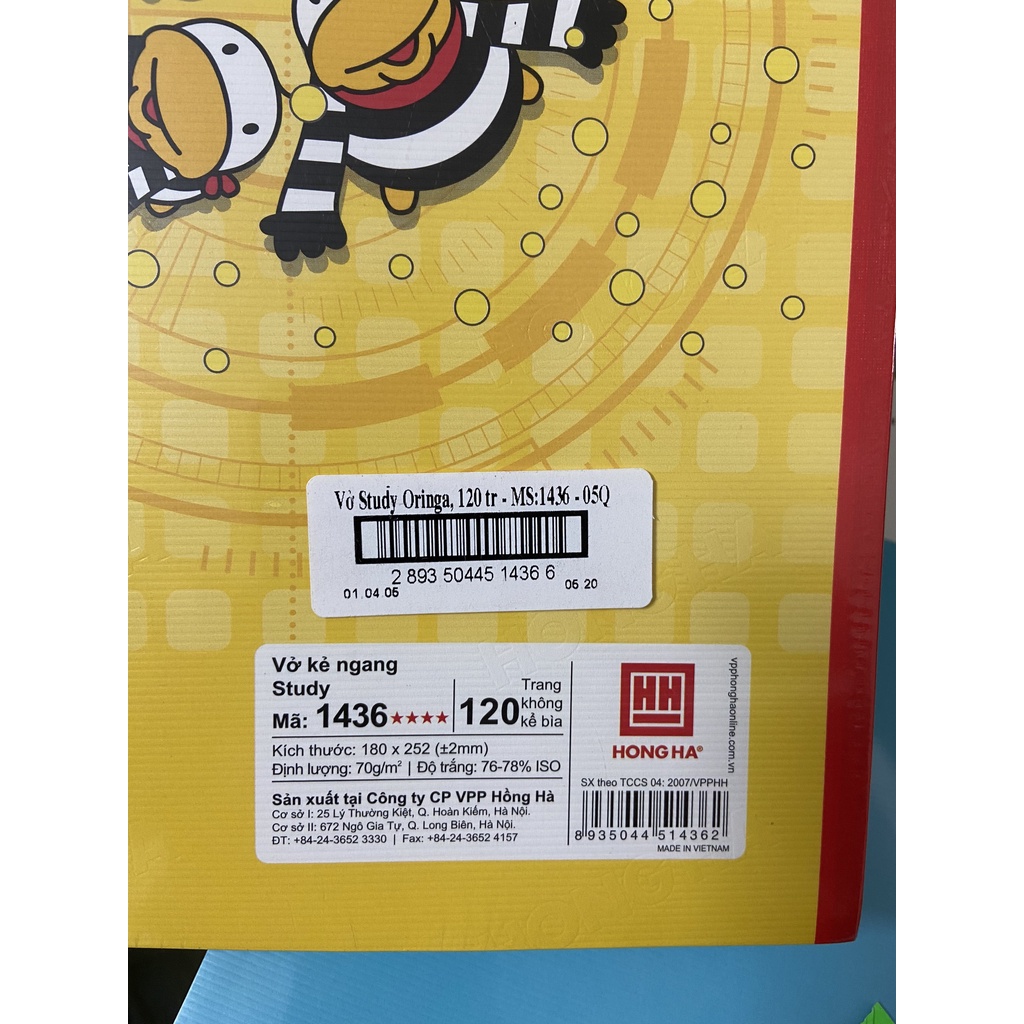 Vở Study Oringa, 120 tr - MS:1436 - 05Q
2 893 50445 1436 6
01.04 05
05 20
Vở kẻ ngang
Study
Mã: 1436★★★★
120
Trang
không
kể bìa
Kích thước: 180 x 252 (±2mm)
Định lượng: 70g/m² | Độ trắng: 76-78% ISO
Sản xuất tại Công ty CP VPP Hồng Hà
Cơ sở I: 25 Lý Thường Kiệt, Q. Hoàn Kiếm, Hà Nội.
Cơ sở II: 672 Ngô Gia Tự, Q. Long Biên, Hà Nội.
ĐT: +84-24-3652 3330 | Fax: +84-24-3652 4157
HH
HONG HA®
vpphonghaonline.com.vn
SX theo TCCS 04: 2007/VPPHH
8 935044 514362
MADE IN VIETNAM